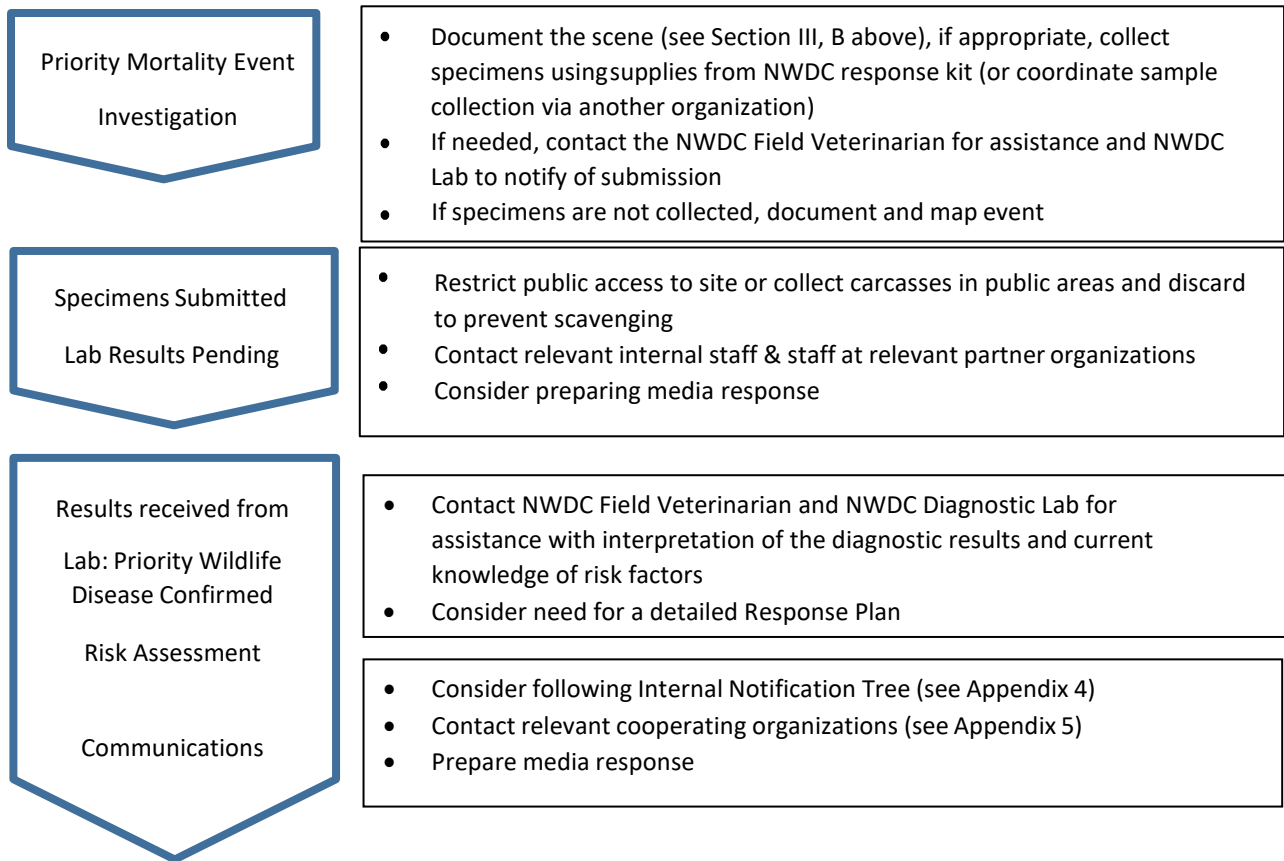 Priority Mortality Event
Investigation
• Document the scene (see Section III, B above), if appropriate, collect
specimens using supplies from NWDC response kit (or coordinate sample
collection via another organization)
• If needed, contact the NWDC Field Veterinarian for assistance and NWDC
Lab to notify of submission
• If specimens are not collected, document and map event
Specimens Submitted
Lab Results Pending
• Restrict public access to site or collect carcasses in public areas and discard
to prevent scavenging
• Contact relevant internal staff & staff at relevant partner organizations
• Consider preparing media response
Results received from
Lab: Priority Wildlife
Disease Confirmed
Risk Assessment
Communications
• Contact NWDC Field Veterinarian and NWDC Diagnostic Lab for
assistance with interpretation of the diagnostic results and current
knowledge of risk factors
• Consider need for a detailed Response Plan
• Consider following Internal Notification Tree (see Appendix 4)
• Contact relevant cooperating organizations (see Appendix 5)
• Prepare media response